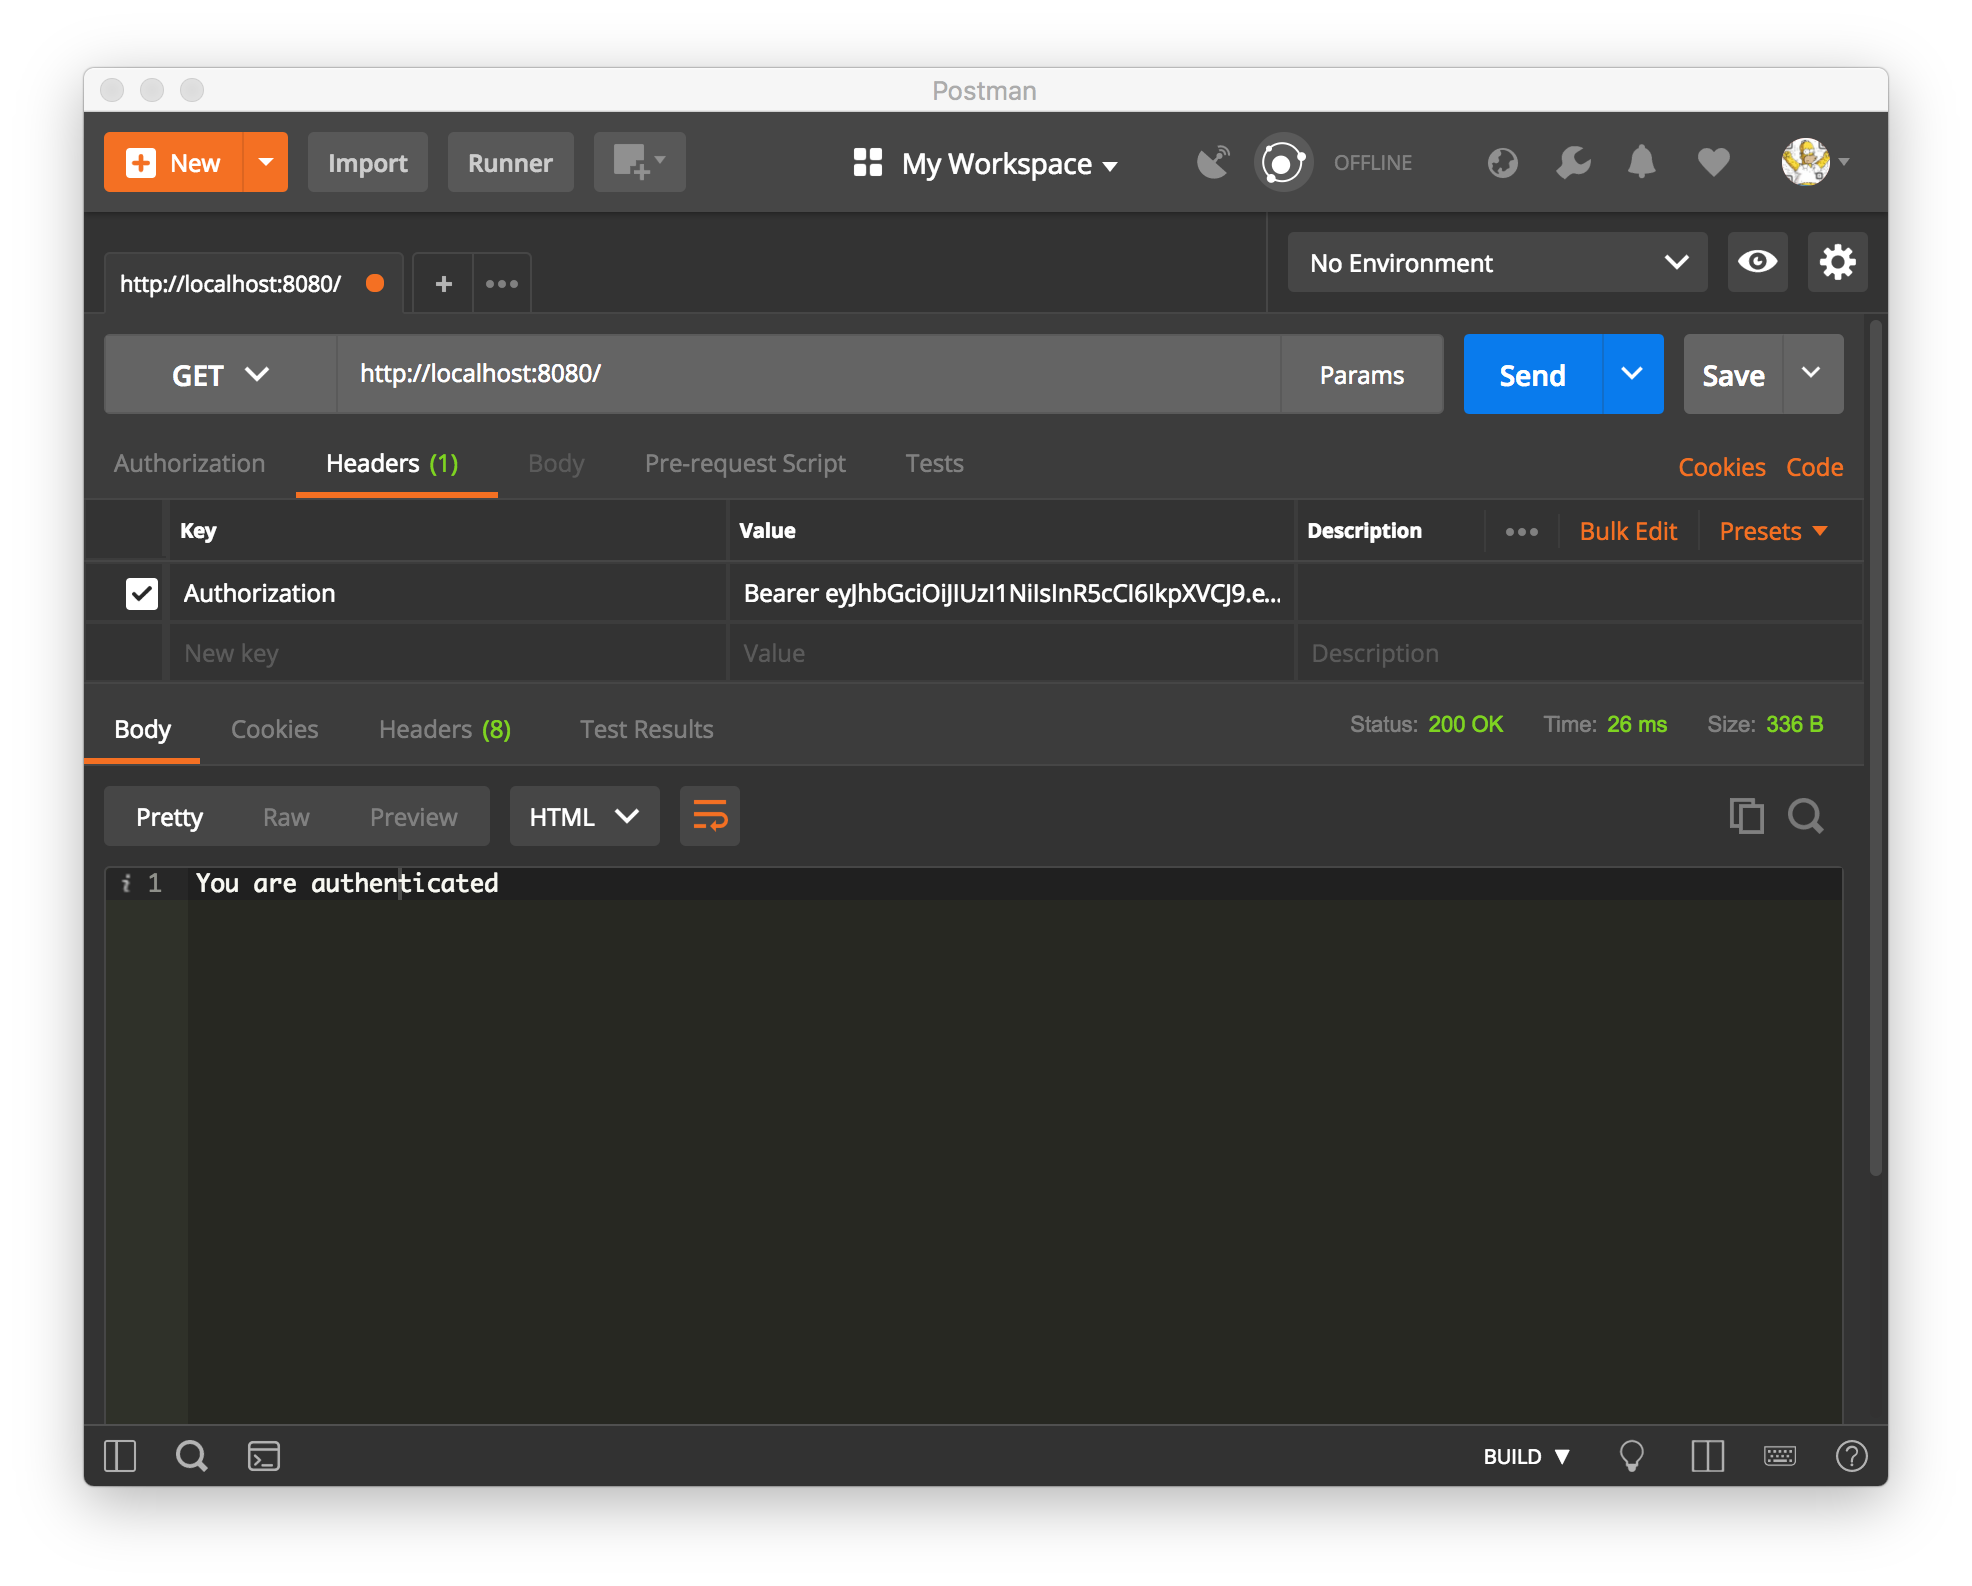 Postman
New Import Runner My Workspace OFFLINE
http://localhost:8080/ No Environment
GET http://localhost:8080/ Params Send Save
Authorization Headers (1) Body Pre-request Script Tests Cookies Code
Key Value Description Bulk Edit Presets
Authorization Bearer eyJhbGciOiJIUzI1NiIsInR5cCI6IkpXVCJ9.e...
New key Value Description
Body Cookies Headers (8) Test Results Status: 200 OK Time: 26 ms Size: 336 B
Pretty Raw Preview HTML
i 1 You are authenticated
BUILD